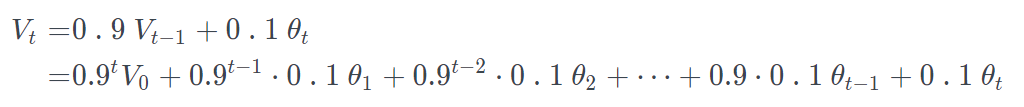 V_t = 0.9 V_{t-1} + 0.1 θ_t
= 0.9^t V_0 + 0.9^{t-1} · 0.1 θ_1 + 0.9^{t-2} · 0.1 θ_2 + ··· + 0.9 · 0.1 θ_{t-1} + 0.1 θ_t